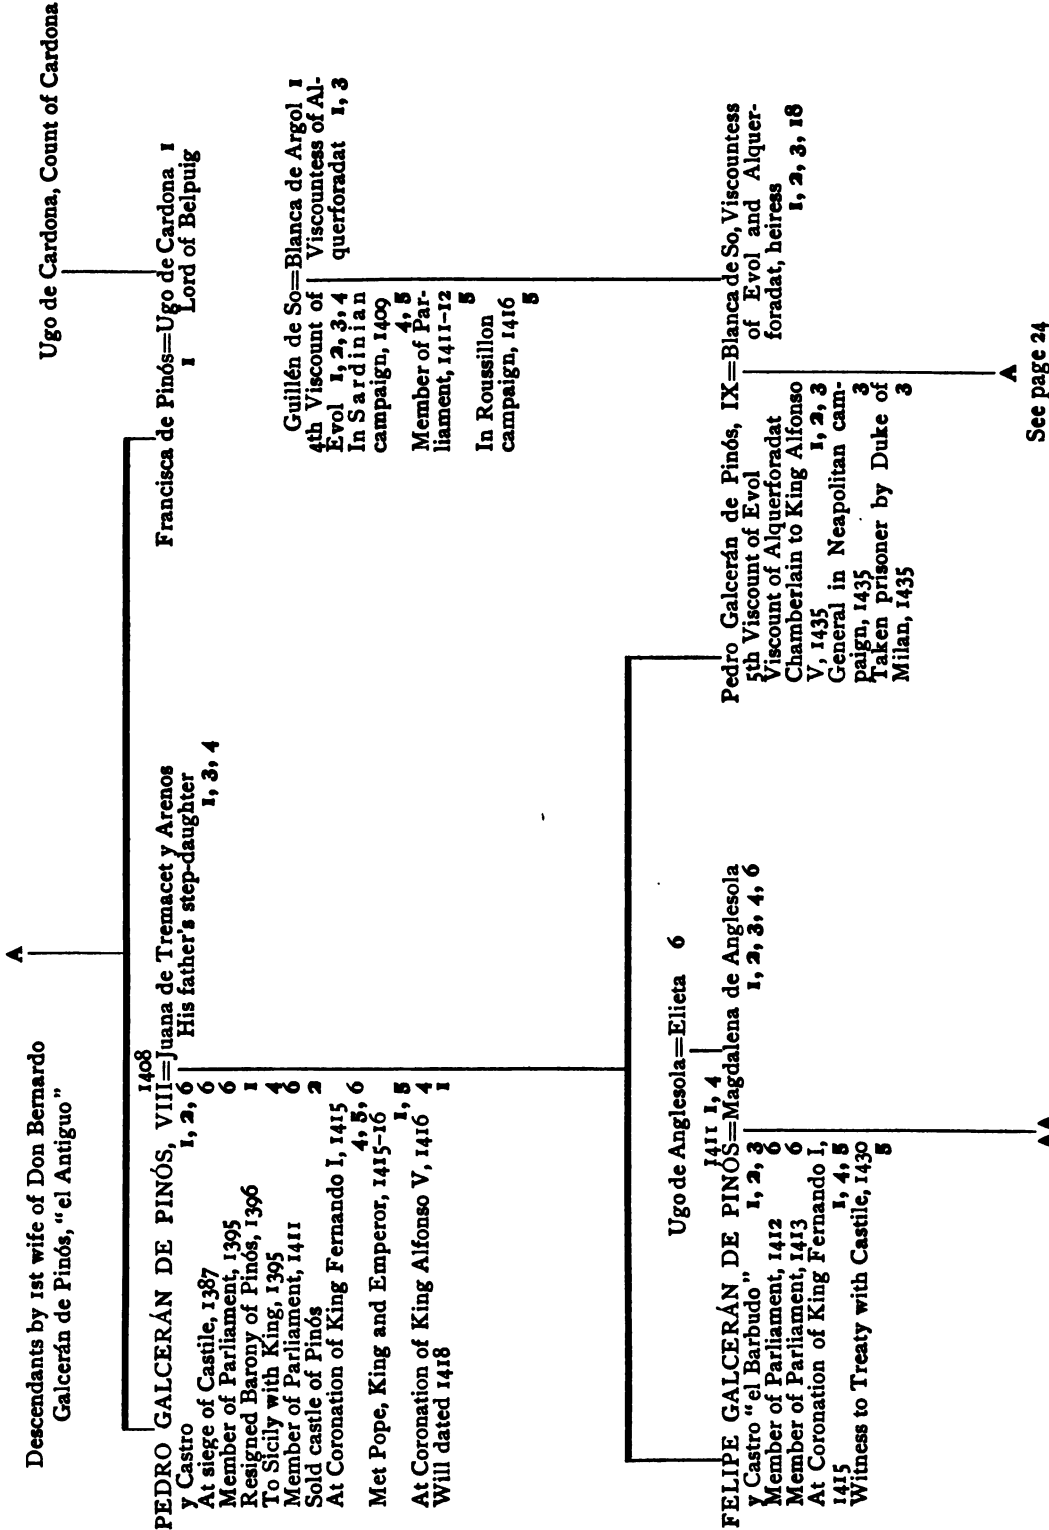 Descendants by 1st wife of Don Bernardo
Galcerán de Pinós, "el Antiguo"
A
Ugo de Cardona, Count of Cardona
1408
PEDRO GALCERÁN DE PINÓS, VIII=Juana de Tremacet y Arenos
y Castro 1, 2, 6
His father's step-daughter
1, 3, 4
At siege of Castile, 1387 6
Member of Parliament, 1395 6
Resigned Barony of Pinós, 1396 1
To Sicily with King, 1395 4
Member of Parliament, 1411 6
Sold castle of Pinós 2
At Coronation of King Fernando I, 1415
4, 5, 6
Met Pope, King and Emperor, 1415-16
1, 5
At Coronation of King Alfonso V, 1416 4
Will dated 1418 1
Francisca de Pinós=Ugo de Cardona 1
1 Lord of Belpuig
Guillén de So=Blanca de Argol 1
4th Viscount of
Evol 1, 2, 3, 4
In Sardinian
campaign, 1409
4, 5
Member of Par-
liament, 1411-12
5
In Roussillon
campaign, 1416
5
Viscountess of Al-
querforadat 1, 3
Ugo de Anglesola=Elieta 6
1411 1, 4
FELIPE GALCERÁN DE PINÓS=Magdalena de Anglesola
y Castro "el Barbudo" 1, 2, 3
1, 2, 3, 4, 6
Member of Parliament, 1412 6
Member of Parliament, 1413 6
At Coronation of King Fernando I,
1415 1, 4, 5
Witness to Treaty with Castile, 1430
5
AA
Pedro Galcerán de Pinós, IX=Blanca de So, Viscountess
5th Viscount of Evol
Viscount of Alquerforadat
Chamberlain to King Alfonso
V, 1435 1, 2, 3
General in Neapolitan cam-
paign, 1435 3
Taken prisoner by Duke of
Milan, 1435 3
of Evol and Alquer-
foradat, heiress
1, 2, 3, 18
A
See page 24